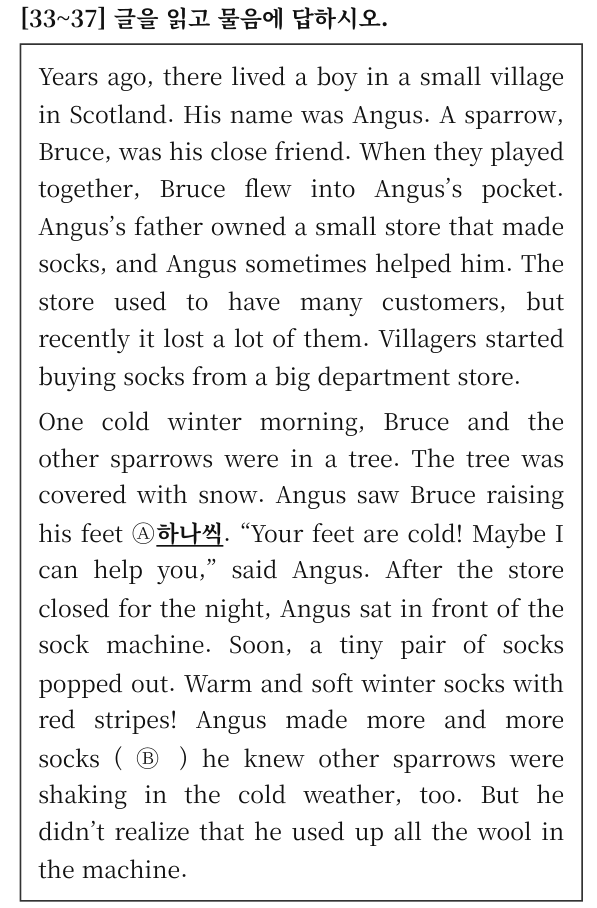 [33~37] 글을 읽고 물음에 답하시오.
Years ago, there lived a boy in a small village
in Scotland. His name was Angus. A sparrow,
Bruce, was his close friend. When they played
together, Bruce flew into Angus’s pocket.
Angus’s father owned a small store that made
socks, and Angus sometimes helped him. The
store used to have many customers, but
recently it lost a lot of them. Villagers started
buying socks from a big department store.
One cold winter morning, Bruce and the
other sparrows were in a tree. The tree was
covered with snow. Angus saw Bruce raising
his feet Ⓐ하나씩. “Your feet are cold! Maybe I
can help you,” said Angus. After the store
closed for the night, Angus sat in front of the
sock machine. Soon, a tiny pair of socks
popped out. Warm and soft winter socks with
red stripes! Angus made more and more
socks ( Ⓑ ) he knew other sparrows were
shaking in the cold weather, too. But he
didn’t realize that he used up all the wool in
the machine.